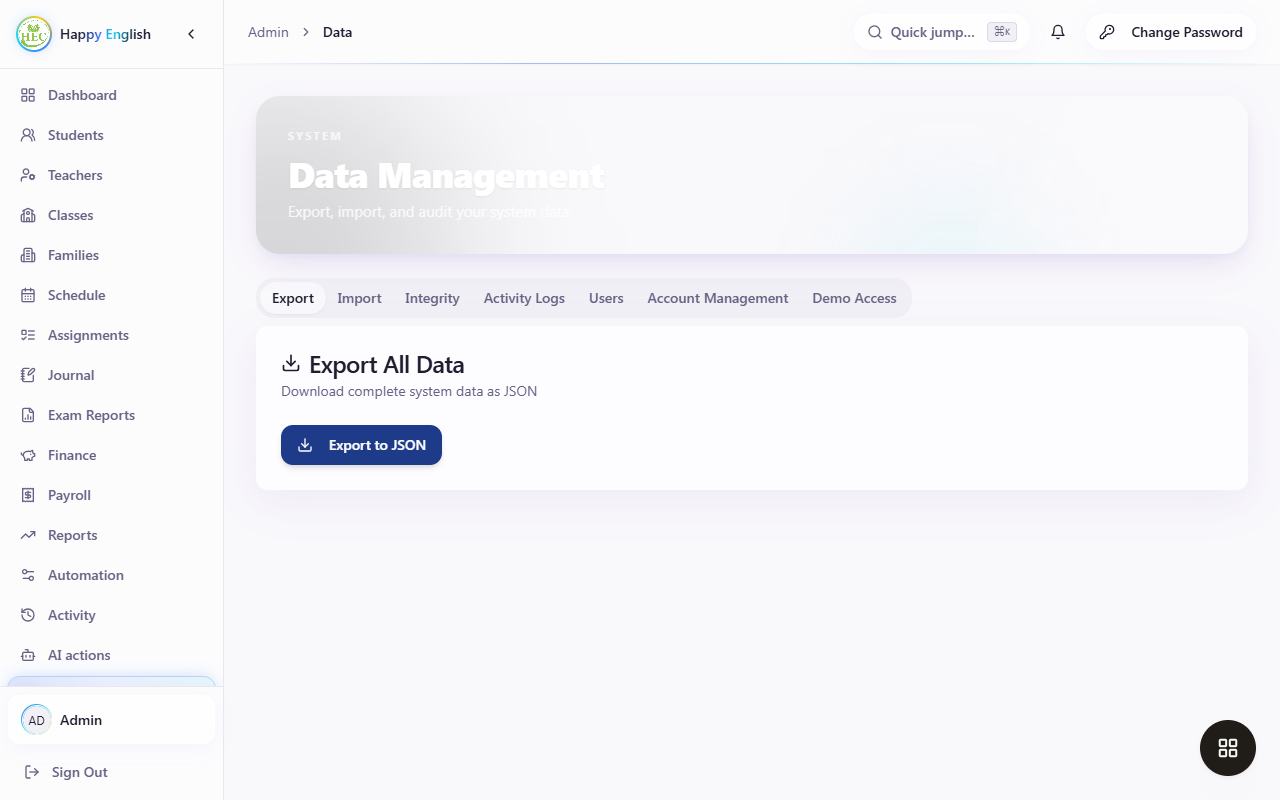 HEC
Happy English
Admin
Data
Quick jump...
⌘K
Change Password
Dashboard
Students
Teachers
Classes
Families
Schedule
Assignments
Journal
Exam Reports
Finance
Payroll
Reports
Automation
Activity
AI actions
AD
Admin
Sign Out
SYSTEM
Data Management
Export, import, and audit your system data
Export
Import
Integrity
Activity Logs
Users
Account Management
Demo Access
Export All Data
Download complete system data as JSON
Export to JSON